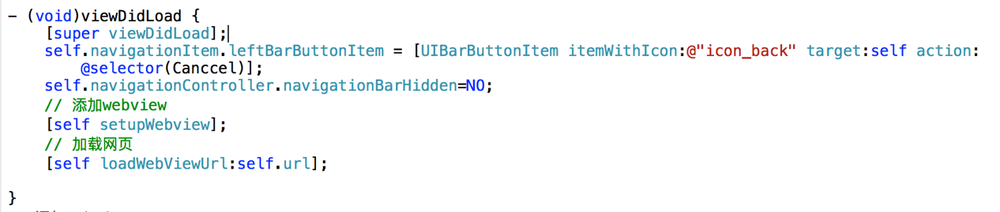 - (void)viewDidLoad {
[super viewDidLoad];
self.navigationItem.leftBarButtonItem = [UIBarButtonItem itemWithIcon:@"icon_back" target:self action:
@selector(Canccel)];
self.navigationController.navigationBarHidden=NO;
// 添加webview
[self setupWebview];
// 加载网页
[self loadWebViewUrl:self.url];
}